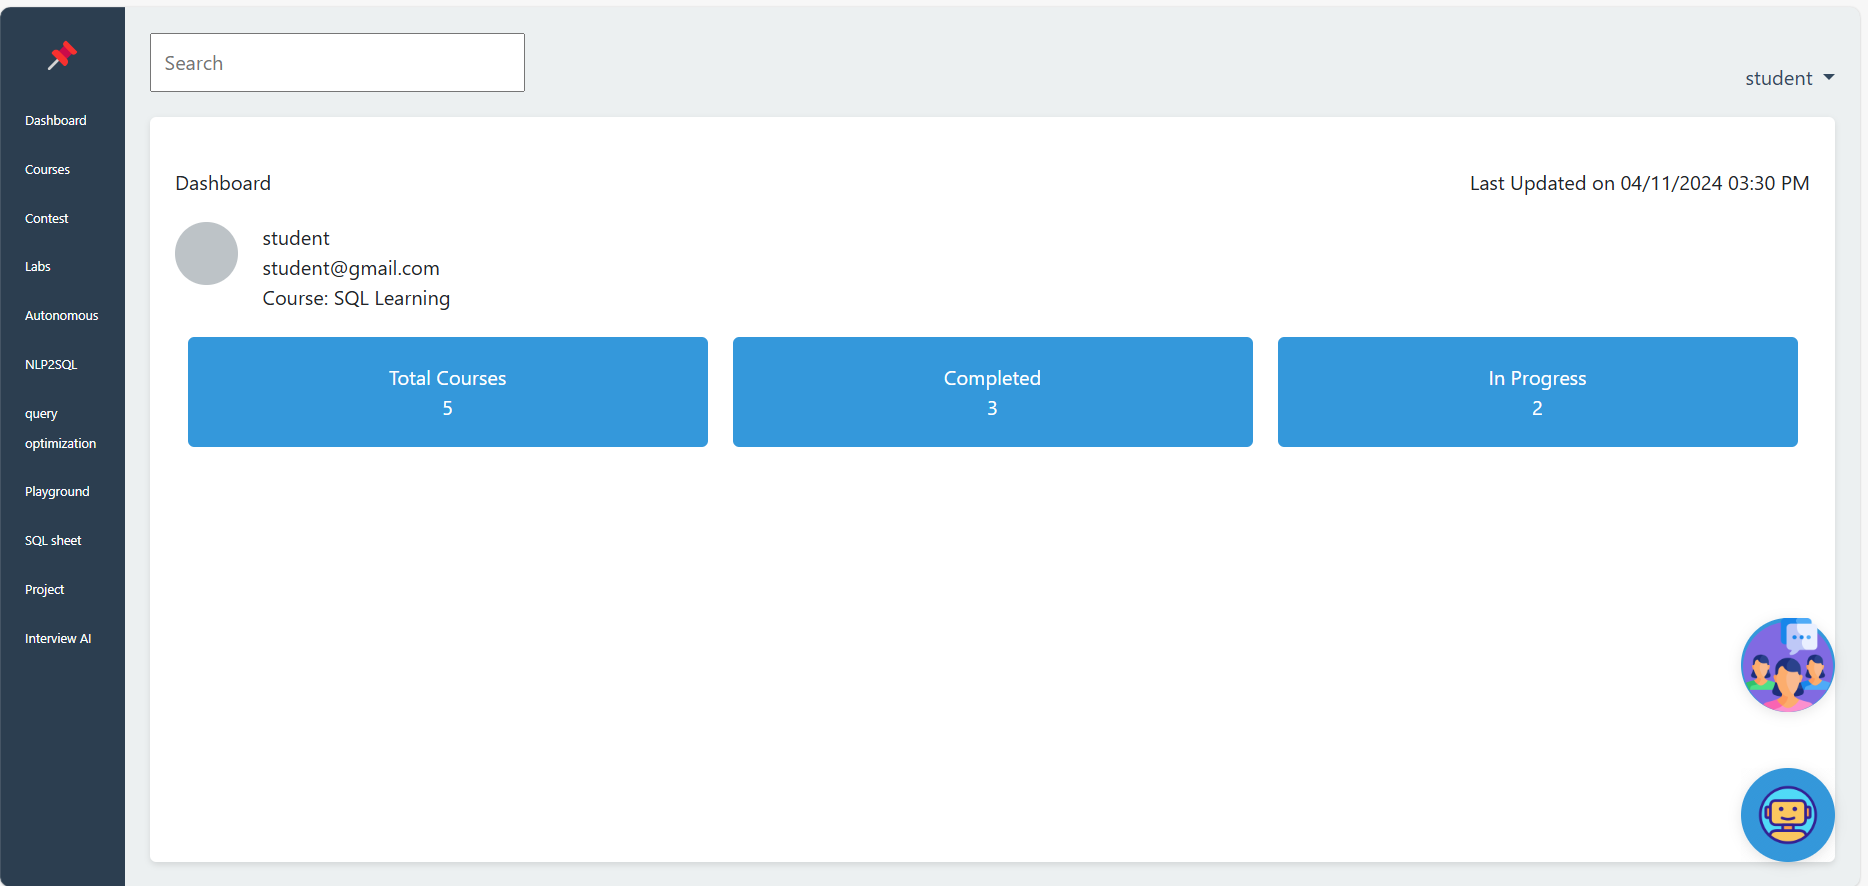 Dashboard
Courses
Contest
Labs
Autonomous
NLP2SQL
query
optimization
Playground
SQL sheet
Project
Interview AI
Search
student
Dashboard
Last Updated on 04/11/2024 03:30 PM
student
student@gmail.com
Course: SQL Learning
Total Courses
5
Completed
3
In Progress
2